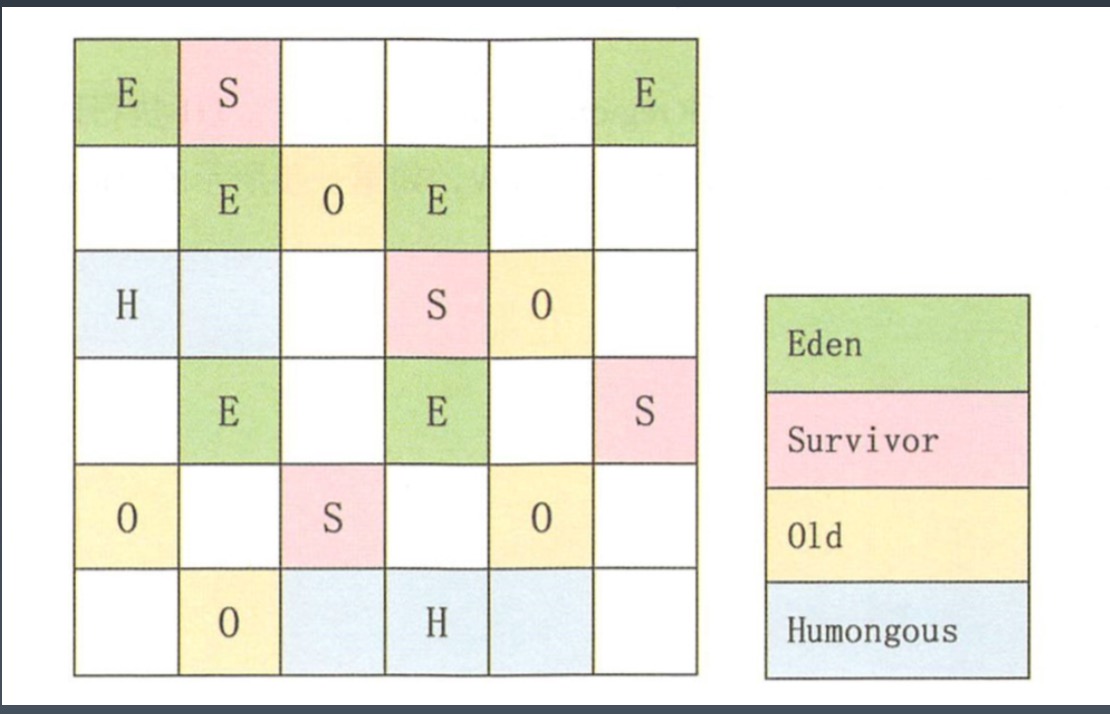 E S E
E O E
H S O
E E S
O S O
O H
Eden
Survivor
Old
Humongous